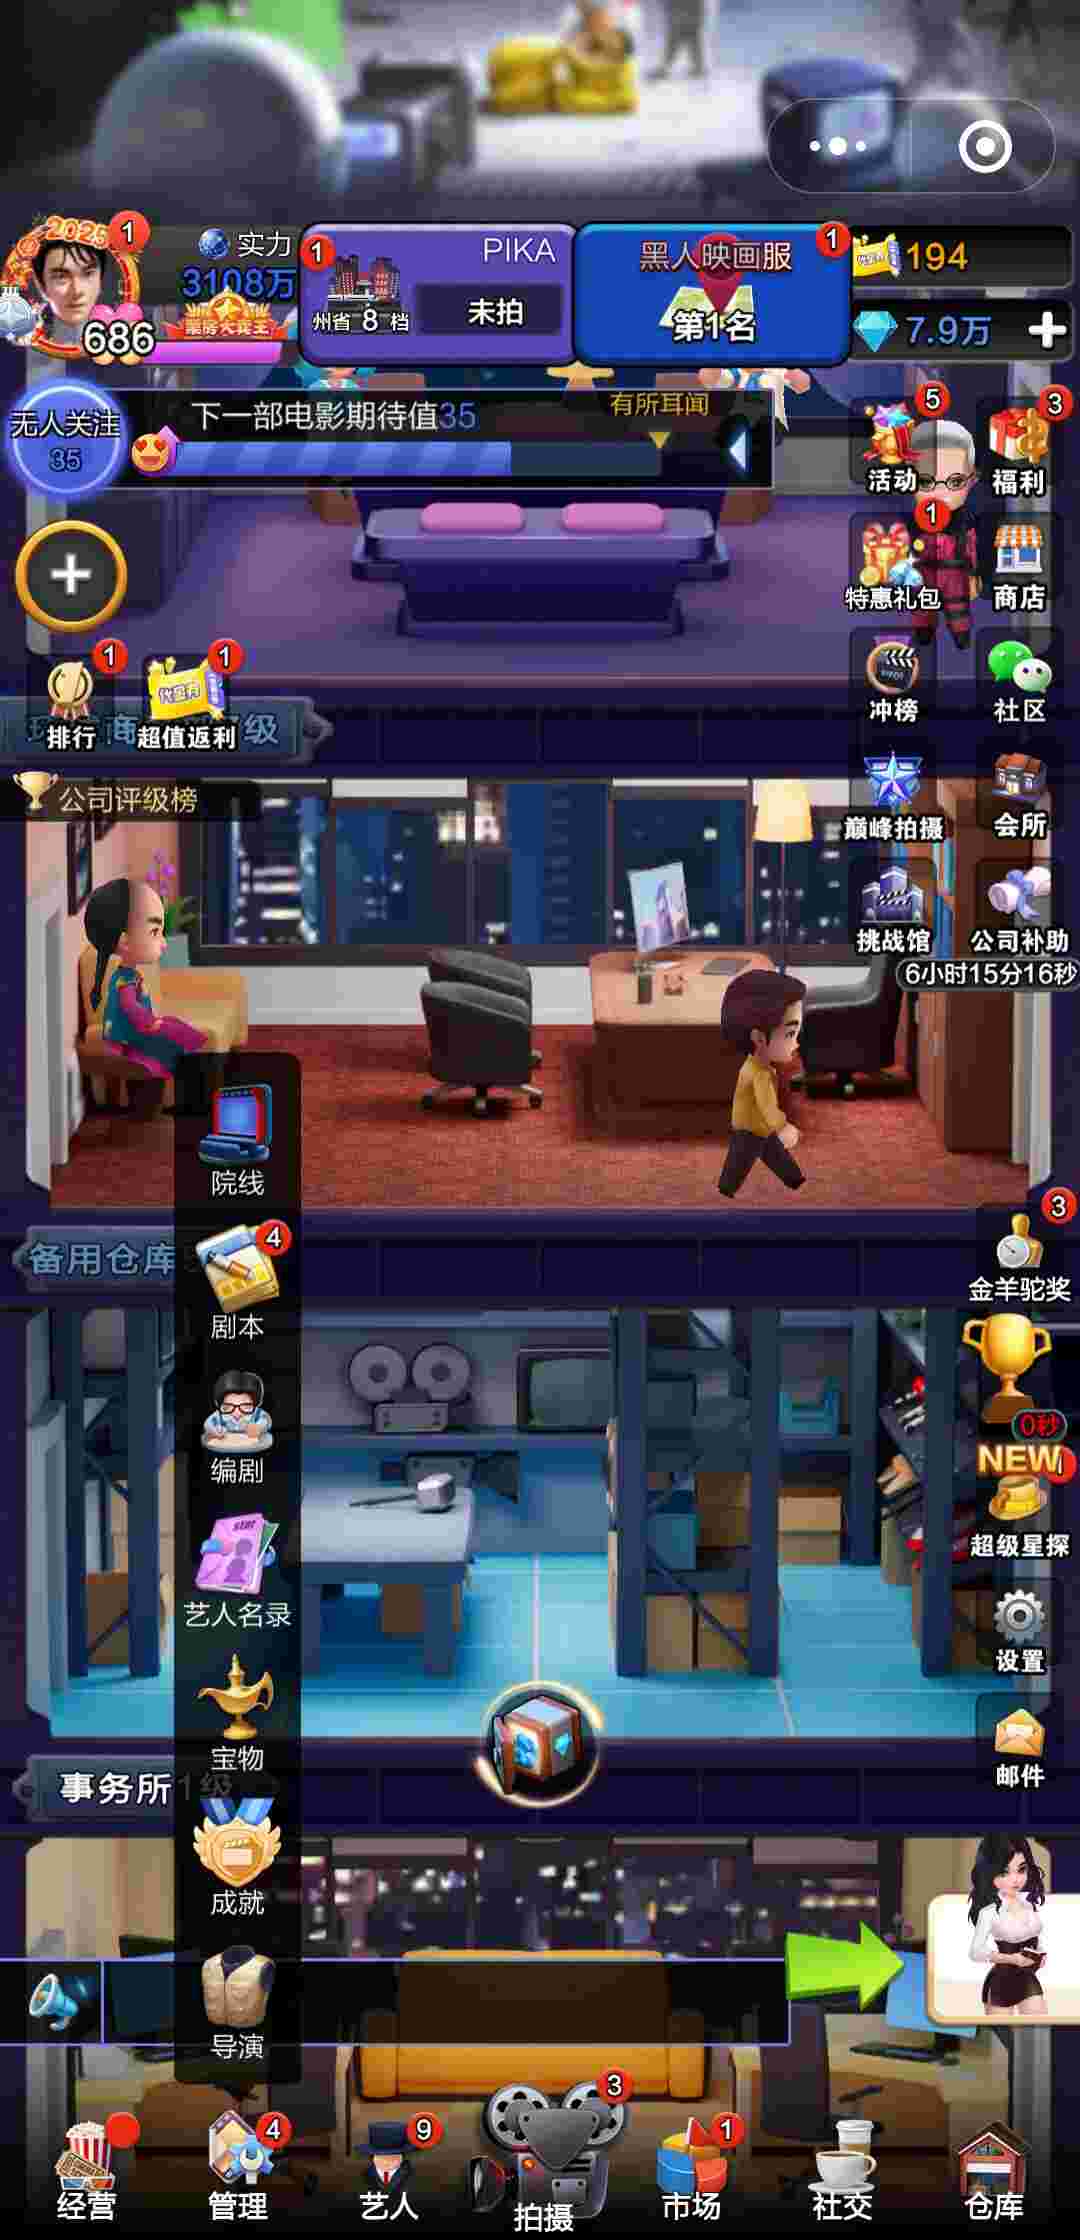 2025
1
实力
3108万
686
票房大宾王
1
PIKA
州省 8 档
未拍
黑人映画服
1
第1名
194
7.9万
无人关注
35
下一部电影期待值35
有所耳闻
5
活动
3
福利
1
特惠礼包
商店
1
排行
1
超值返利
级
冲榜
社区
公司评级榜
巅峰拍摄
会所
挑战馆
公司补助
6小时15分16秒
院线
备用仓库
4
剧本
3
金羊驼奖
编剧
0秒
NEW
超级星探
STAR
艺人名录
设置
宝物
邮件
事务所1级
成就
导演
经营
4
管理
9
艺人
3
拍摄
1
市场
社交
仓库